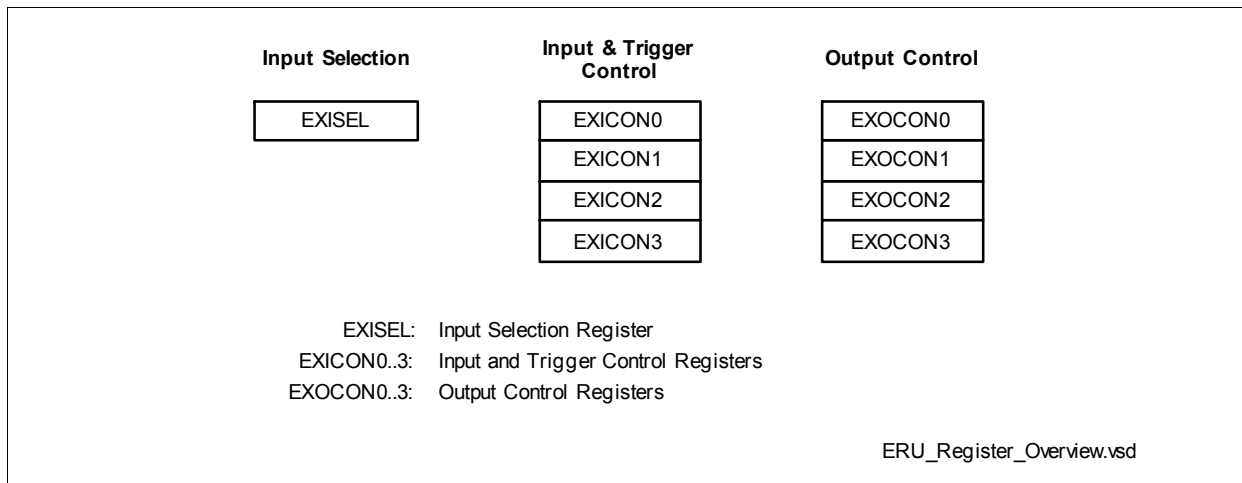 Input Selection
EXISEL
Input & Trigger
Control
EXICON0
EXICON1
EXICON2
EXICON3
Output Control
EXOCON0
EXOCON1
EXOCON2
EXOCON3
EXISEL: Input Selection Register
EXICON0..3: Input and Trigger Control Registers
EXOCON0..3: Output Control Registers
ERU_Register_Overview.vsd